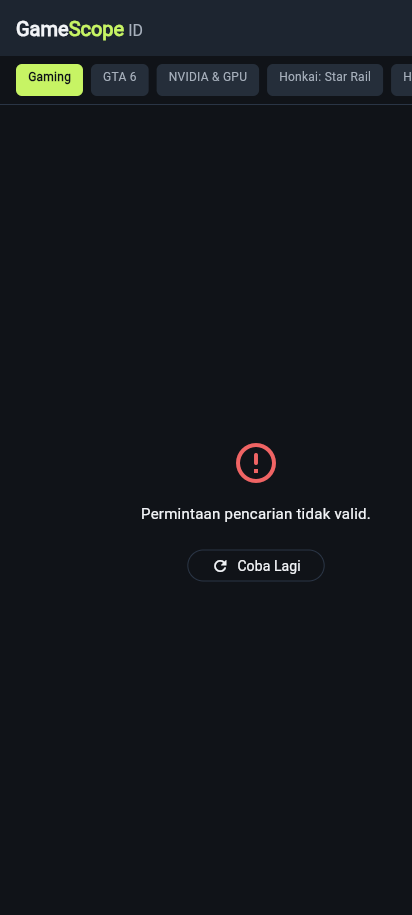 GameScope ID
Gaming GTA 6 NVIDIA & GPU Honkai: Star Rail H
Permintaan pencarian tidak valid.
Coba Lagi